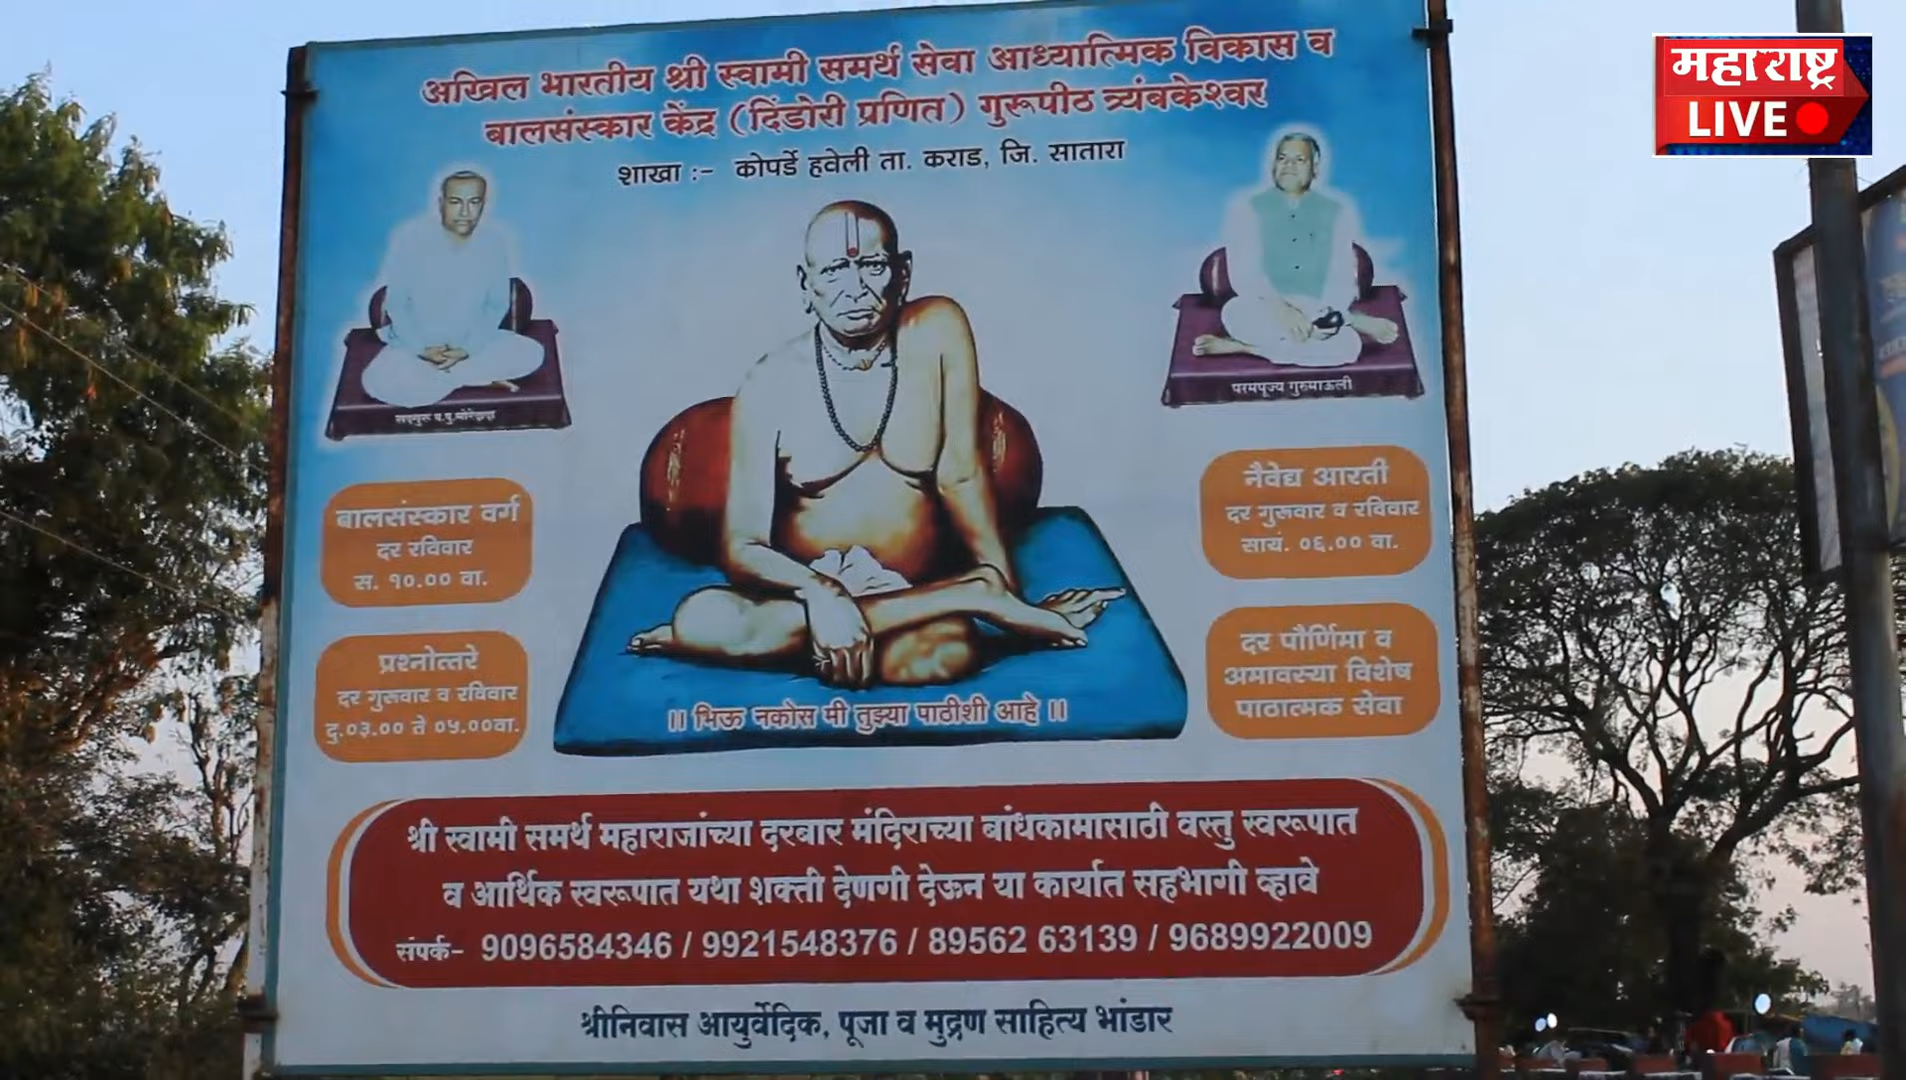 अखिल भारतीय श्री स्वामी समर्थ सेवा आध्यात्मिक विकास व
बालसंस्कार केंद्र (दिंडोरी प्रणित) गुरूपीठ त्र्यंबकेश्वर
शाखा :- कोपर्डे हवेली ता. कराड, जि. सातारा
महाराष्ट्र
LIVE
परमपूज्य गुरुमाऊली
बालसंस्कार वर्ग
दर रविवार
स. १०.०० वा.
नैवेद्य आरती
दर गुरूवार व रविवार
सायं. ०६.०० वा.
प्रश्नोत्तरे
दर गुरूवार व रविवार
दु.०३.०० ते ०५.००वा.
दर पौर्णिमा व
अमावस्या विशेष
पाठात्मक सेवा
॥ भिऊ नकोस मी तुझ्या पाठीशी आहे ॥
श्री स्वामी समर्थ महाराजांच्या दरबार मंदिराच्या बांधकामासाठी वस्तु स्वरूपात
व आर्थिक स्वरूपात यथा शक्ती देणगी देऊन या कार्यात सहभागी व्हावे
संपर्क- 9096584346 / 9921548376 / 89562 63139 / 9689922009
श्रीनिवास आयुर्वेदिक, पूजा व मुद्रण साहित्य भांडार